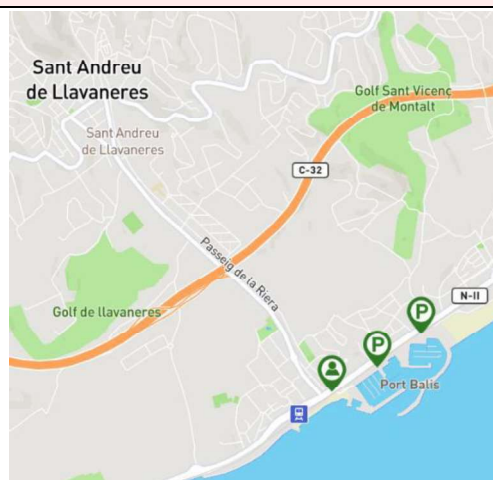 Sant Andreu
de Llavaneres
Sant Andreu
de Llavaneres
Golf Sant Vicenç
de Montalt
C-32
Passeig de la Riera
Golf de llavaneres
N-II
P
P
Port Balis